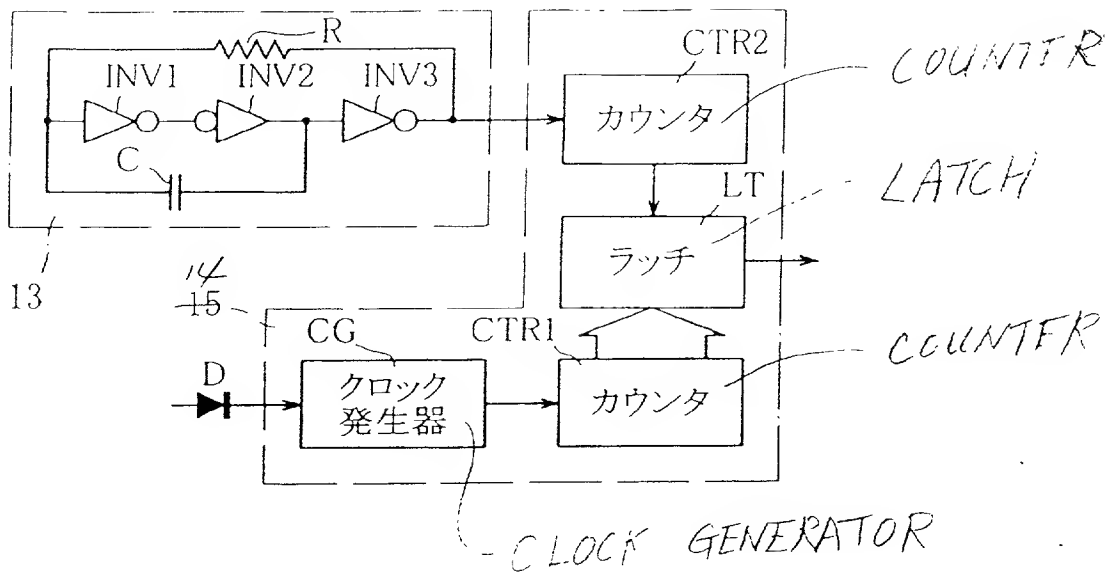 R
INV1
INV2
INV3
C
13
CTR2
カウンタ
COUNTER
LT
ラッチ
LATCH
14
15
CG
クロック
発生器
CLOCK GENERATOR
D
CTR1
カウンタ
COUNTER